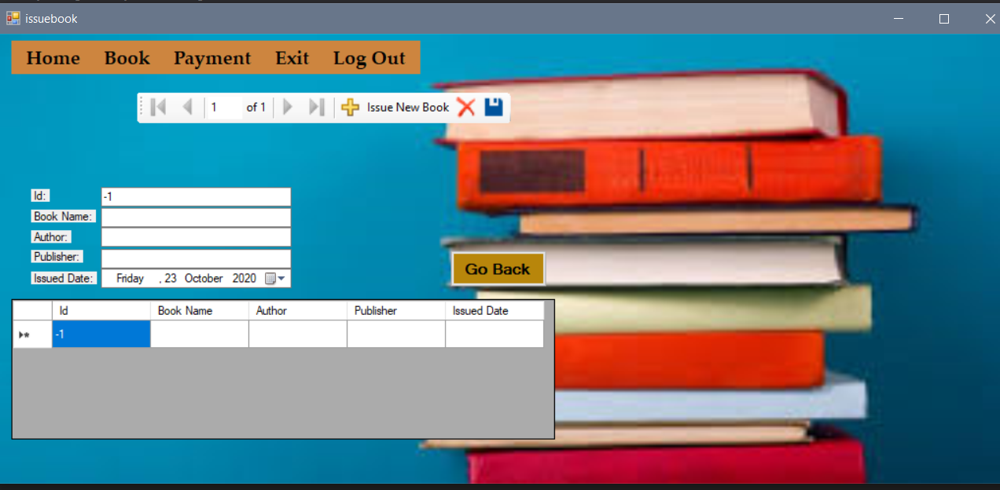 issuebook
Home Book Payment Exit Log Out
1 of 1 Issue New Book
Id: -1
Book Name:
Author:
Publisher:
Issued Date: Friday , 23 October 2020
Go Back
Id Book Name Author Publisher Issued Date
-1